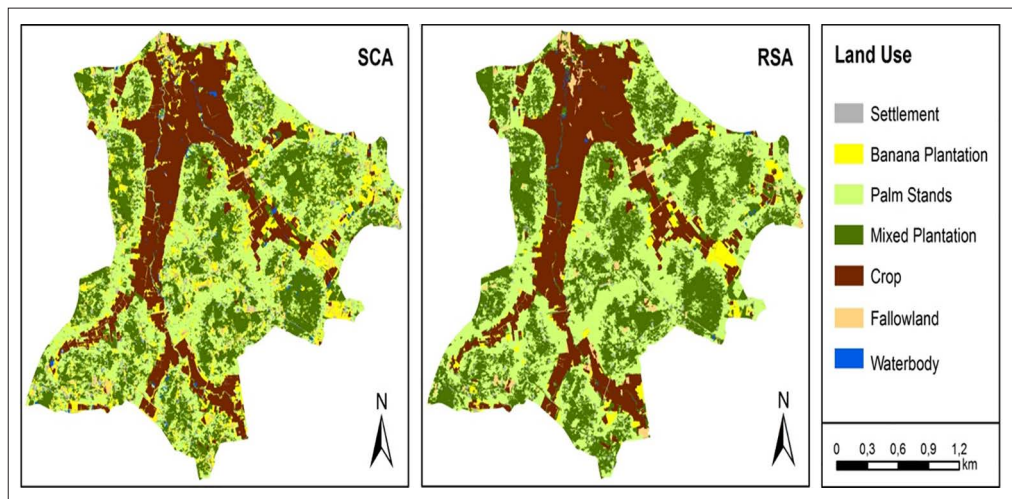 SCA
N
RSA
N
Land Use
Settlement
Banana Plantation
Palm Stands
Mixed Plantation
Crop
Fallowland
Waterbody
0 0,3 0,6 0,9 1,2
km